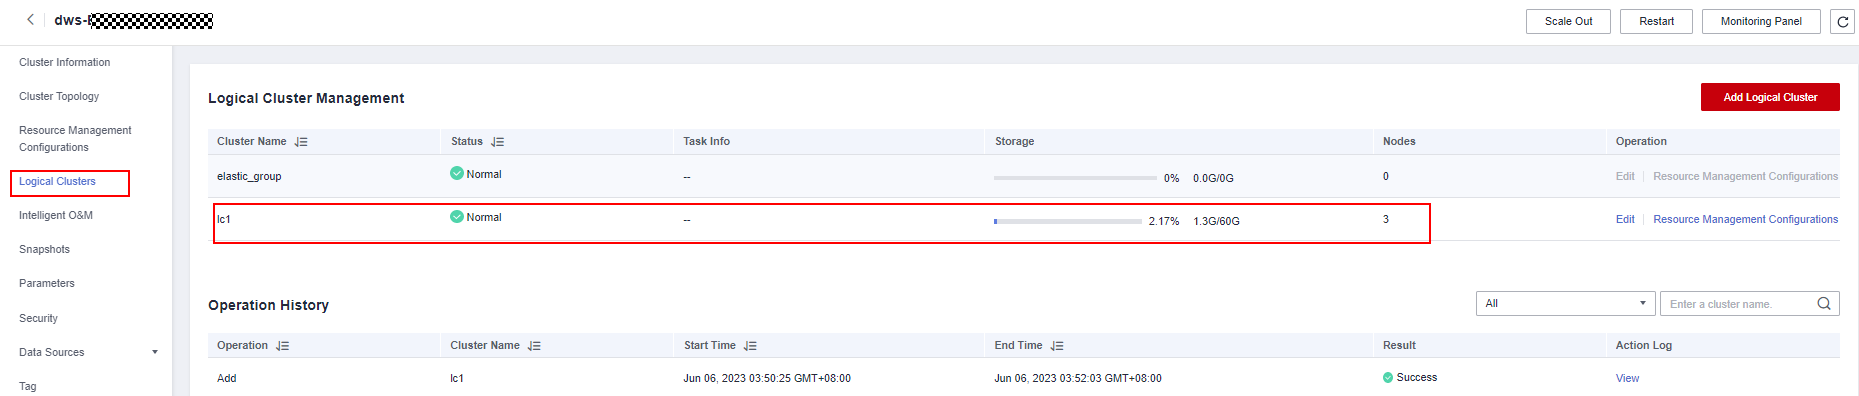 dws-
Scale Out
Restart
Monitoring Panel
Cluster Information
Cluster Topology
Resource Management
Configurations
Logical Clusters
Intelligent O&M
Snapshots
Parameters
Security
Data Sources
Tag
Logical Cluster Management
Add Logical Cluster
Cluster Name Status Task Info Storage Nodes Operation
elastic_group Normal -- 0% 0.0G/0G 0 Edit Resource Management Configurations
lc1 Normal -- 2.17% 1.3G/60G 3 Edit Resource Management Configurations
Operation History
All
Enter a cluster name.
Operation Cluster Name Start Time End Time Result Action Log
Add lc1 Jun 06, 2023 03:50:25 GMT+08:00 Jun 06, 2023 03:52:03 GMT+08:00 Success View